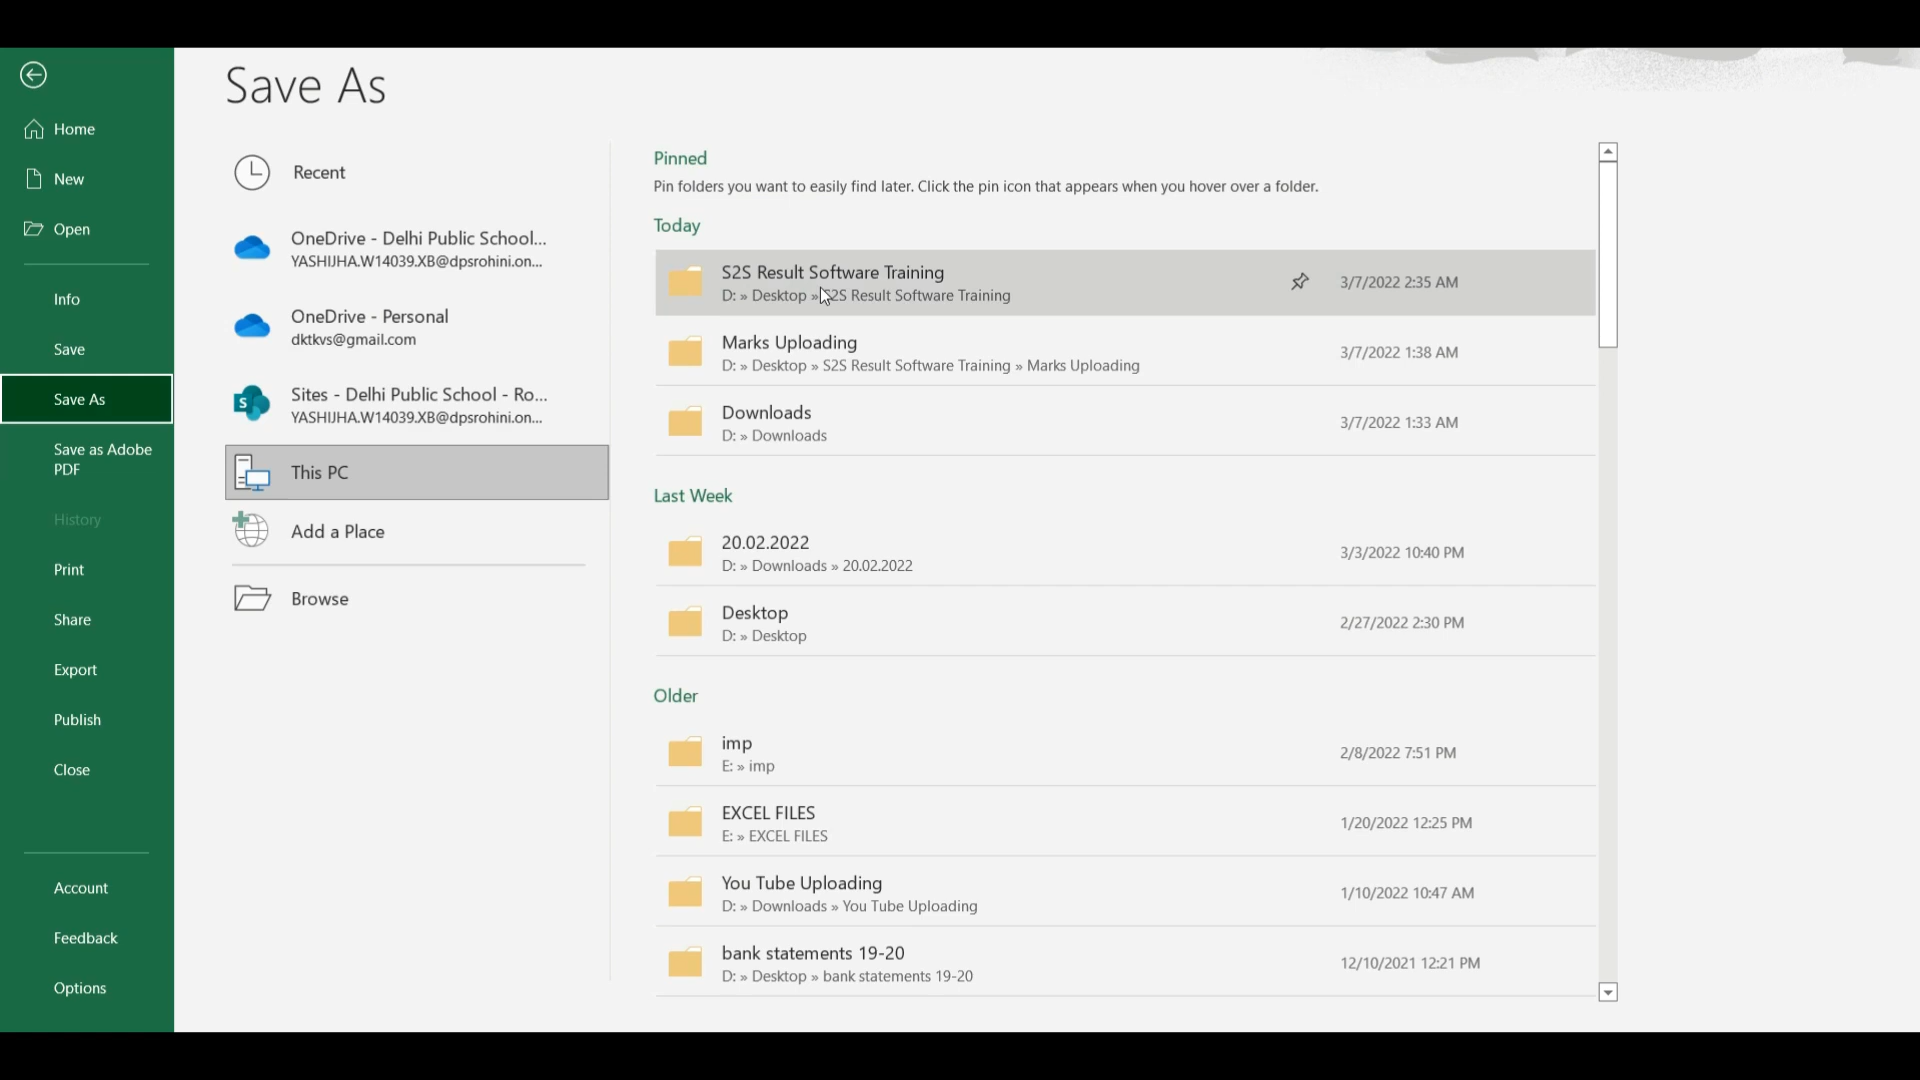 Save As
Home
New
Open
Info
Save
Save As
Save as Adobe
PDF
History
Print
Share
Export
Publish
Close
Account
Feedback
Options
Recent
OneDrive - Delhi Public School...
YASHIJHA.W14039.XB@dpsrohini.on...
OneDrive - Personal
dktkvs@gmail.com
Sites - Delhi Public School - Ro...
YASHIJHA.W14039.XB@dpsrohini.on...
This PC
Add a Place
Browse
Pinned
Pin folders you want to easily find later. Click the pin icon that appears when you hover over a folder.
Today
S2S Result Software Training
D: » Desktop » S2S Result Software Training
3/7/2022 2:35 AM
Marks Uploading
D: » Desktop » S2S Result Software Training » Marks Uploading
3/7/2022 1:38 AM
Downloads
D: » Downloads
3/7/2022 1:33 AM
Last Week
20.02.2022
D: » Downloads » 20.02.2022
3/3/2022 10:40 PM
Desktop
D: » Desktop
2/27/2022 2:30 PM
Older
imp
E: » imp
2/8/2022 7:51 PM
EXCEL FILES
E: » EXCEL FILES
1/20/2022 12:25 PM
You Tube Uploading
D: » Downloads » You Tube Uploading
1/10/2022 10:47 AM
bank statements 19-20
D: » Desktop » bank statements 19-20
12/10/2021 12:21 PM